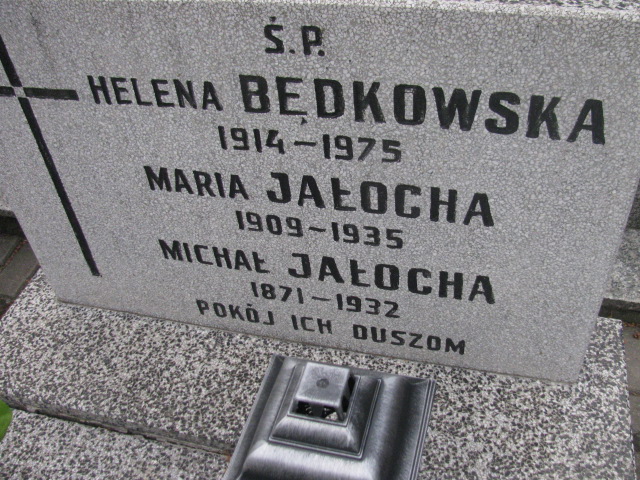 Ś.P.
HELENA BĘDKOWSKA
1914-1975
MARIA JAŁOCHA
1909-1935
MICHAŁ JAŁOCHA
1871-1932
POKÓJ ICH DUSZOM